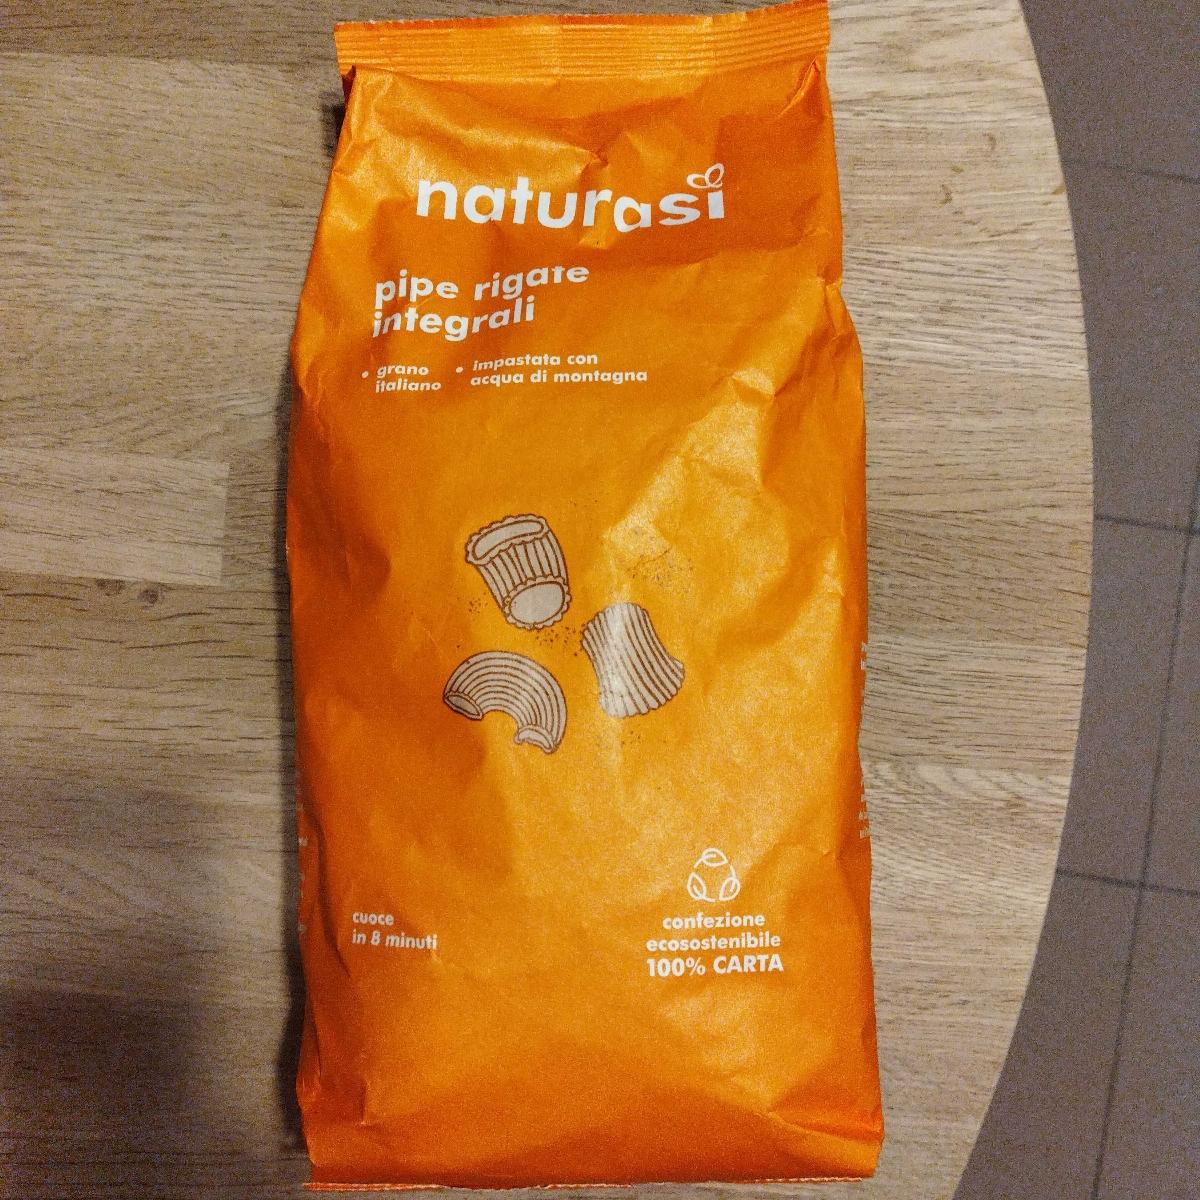 naturasì
pipe rigate
integrali
• grano
italiano
• impastata con
acqua di montagna
cuoce
in 8 minuti
confezione
ecosostenibile
100% CARTA